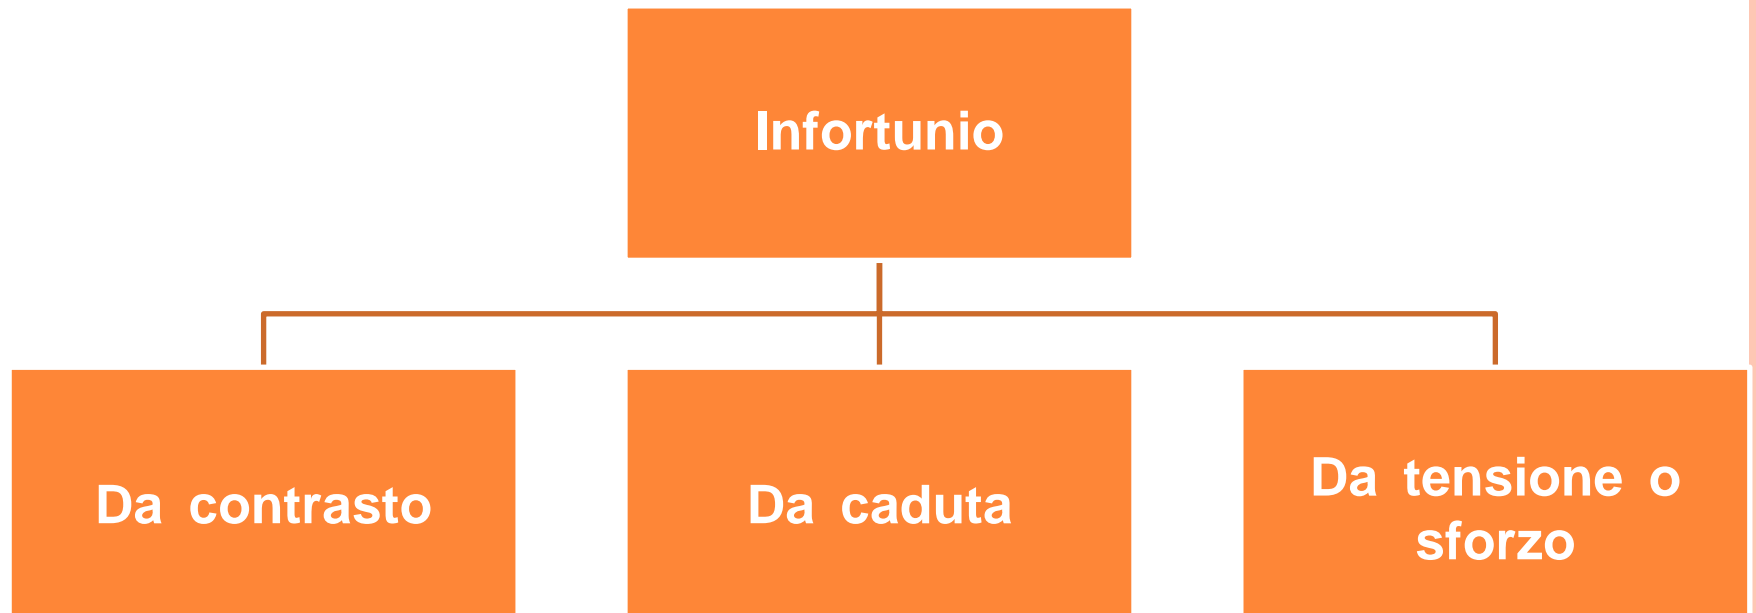 Infortunio
Da contrasto
Da caduta
Da tensione o
sforzo